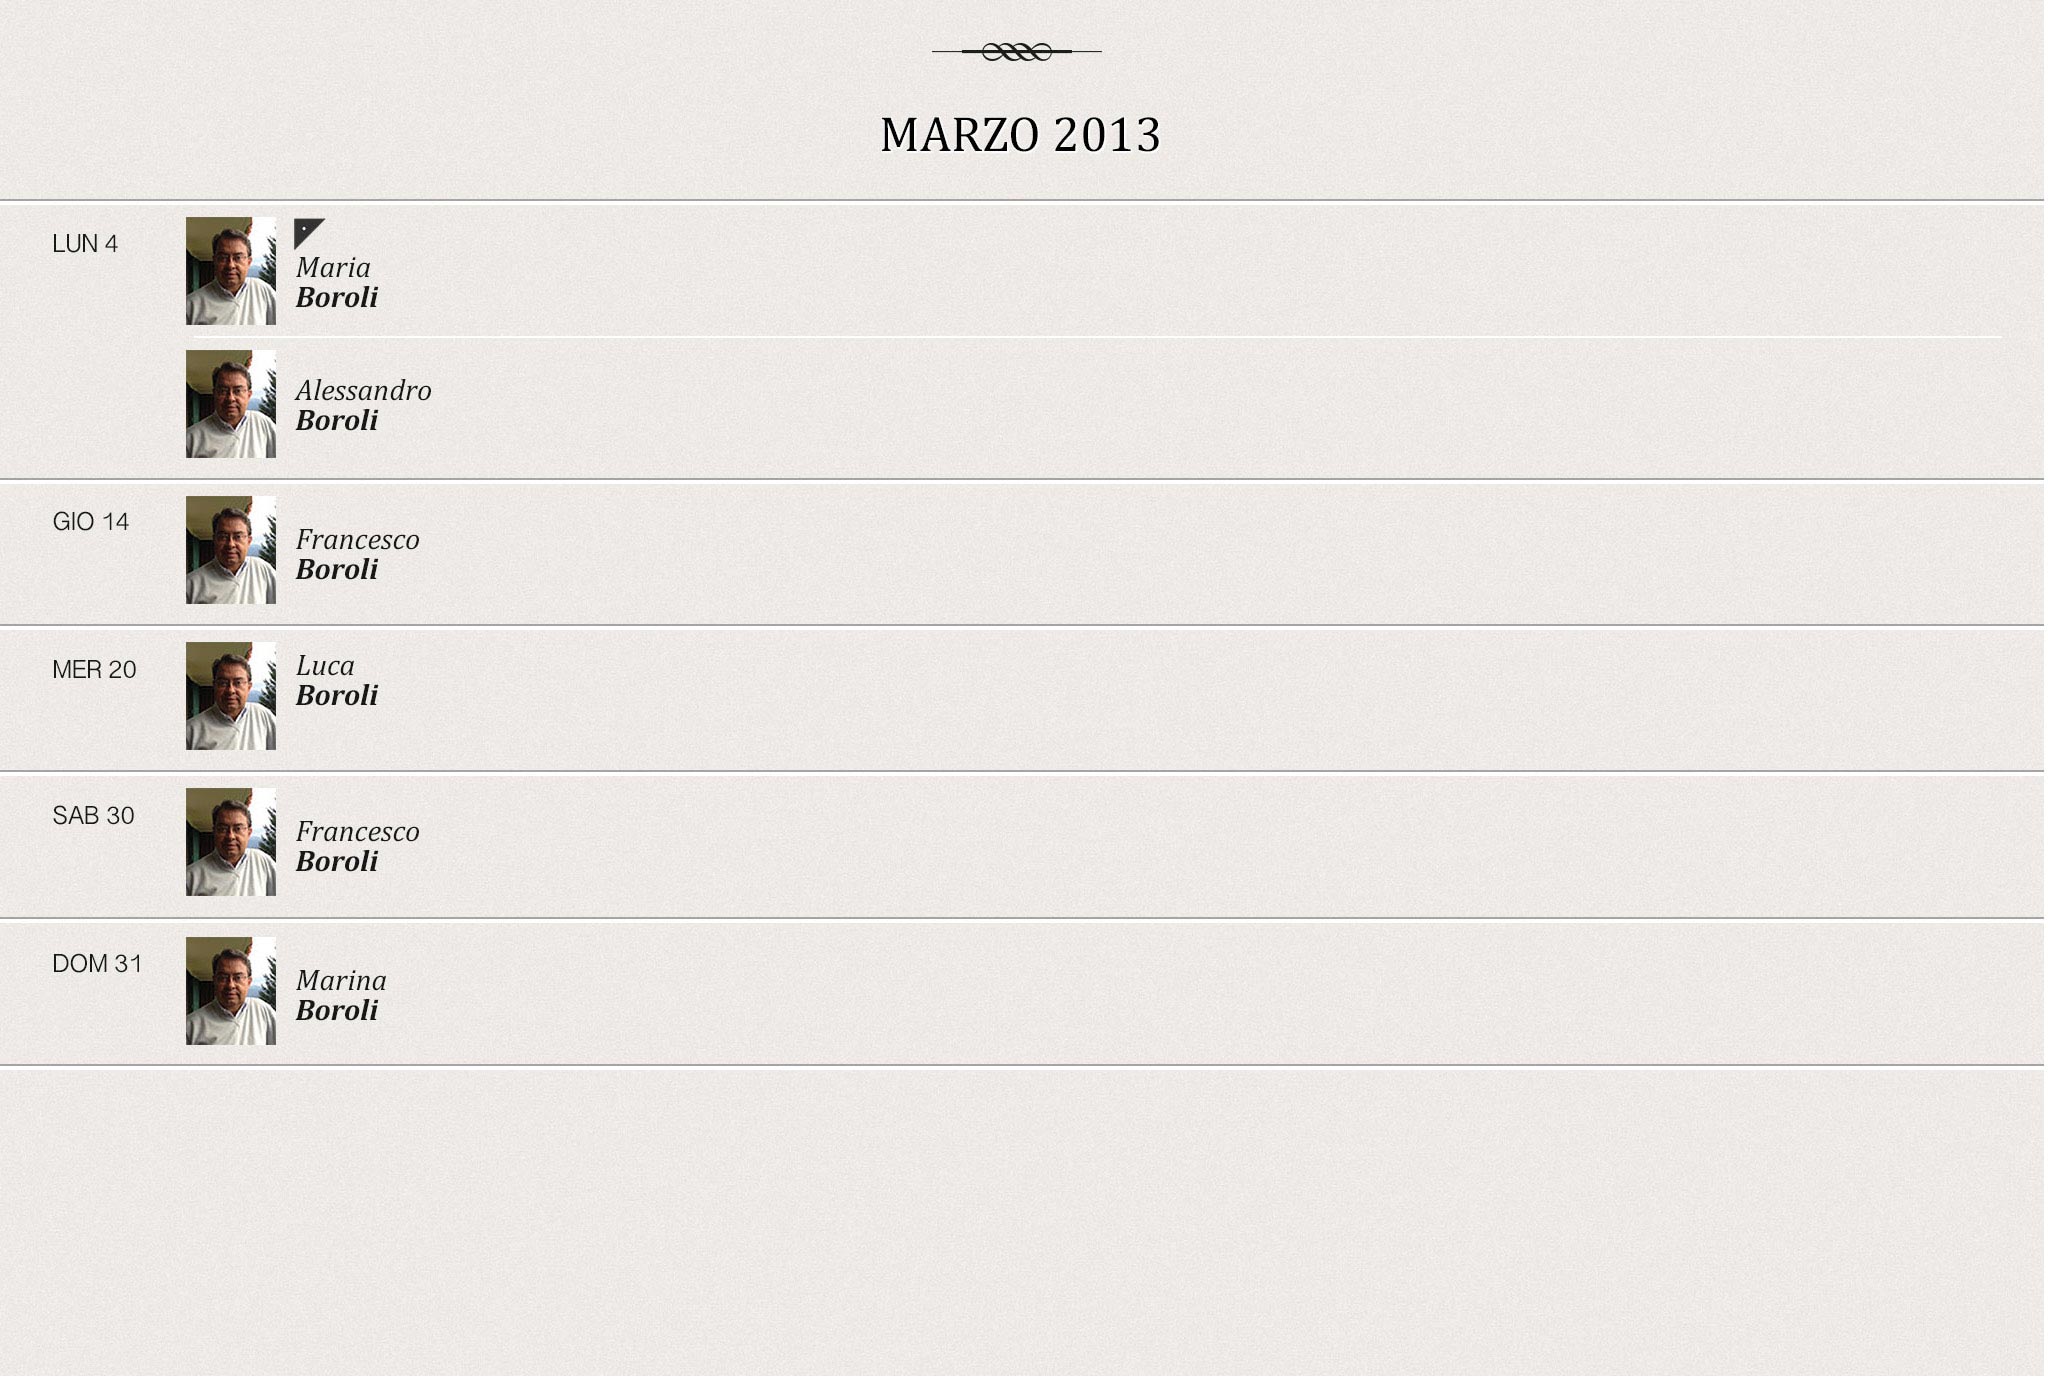 MARZO 2013
LUN 4
Maria
Boroli
Alessandro
Boroli
GIO 14
Francesco
Boroli
MER 20
Luca
Boroli
SAB 30
Francesco
Boroli
DOM 31
Marina
Boroli